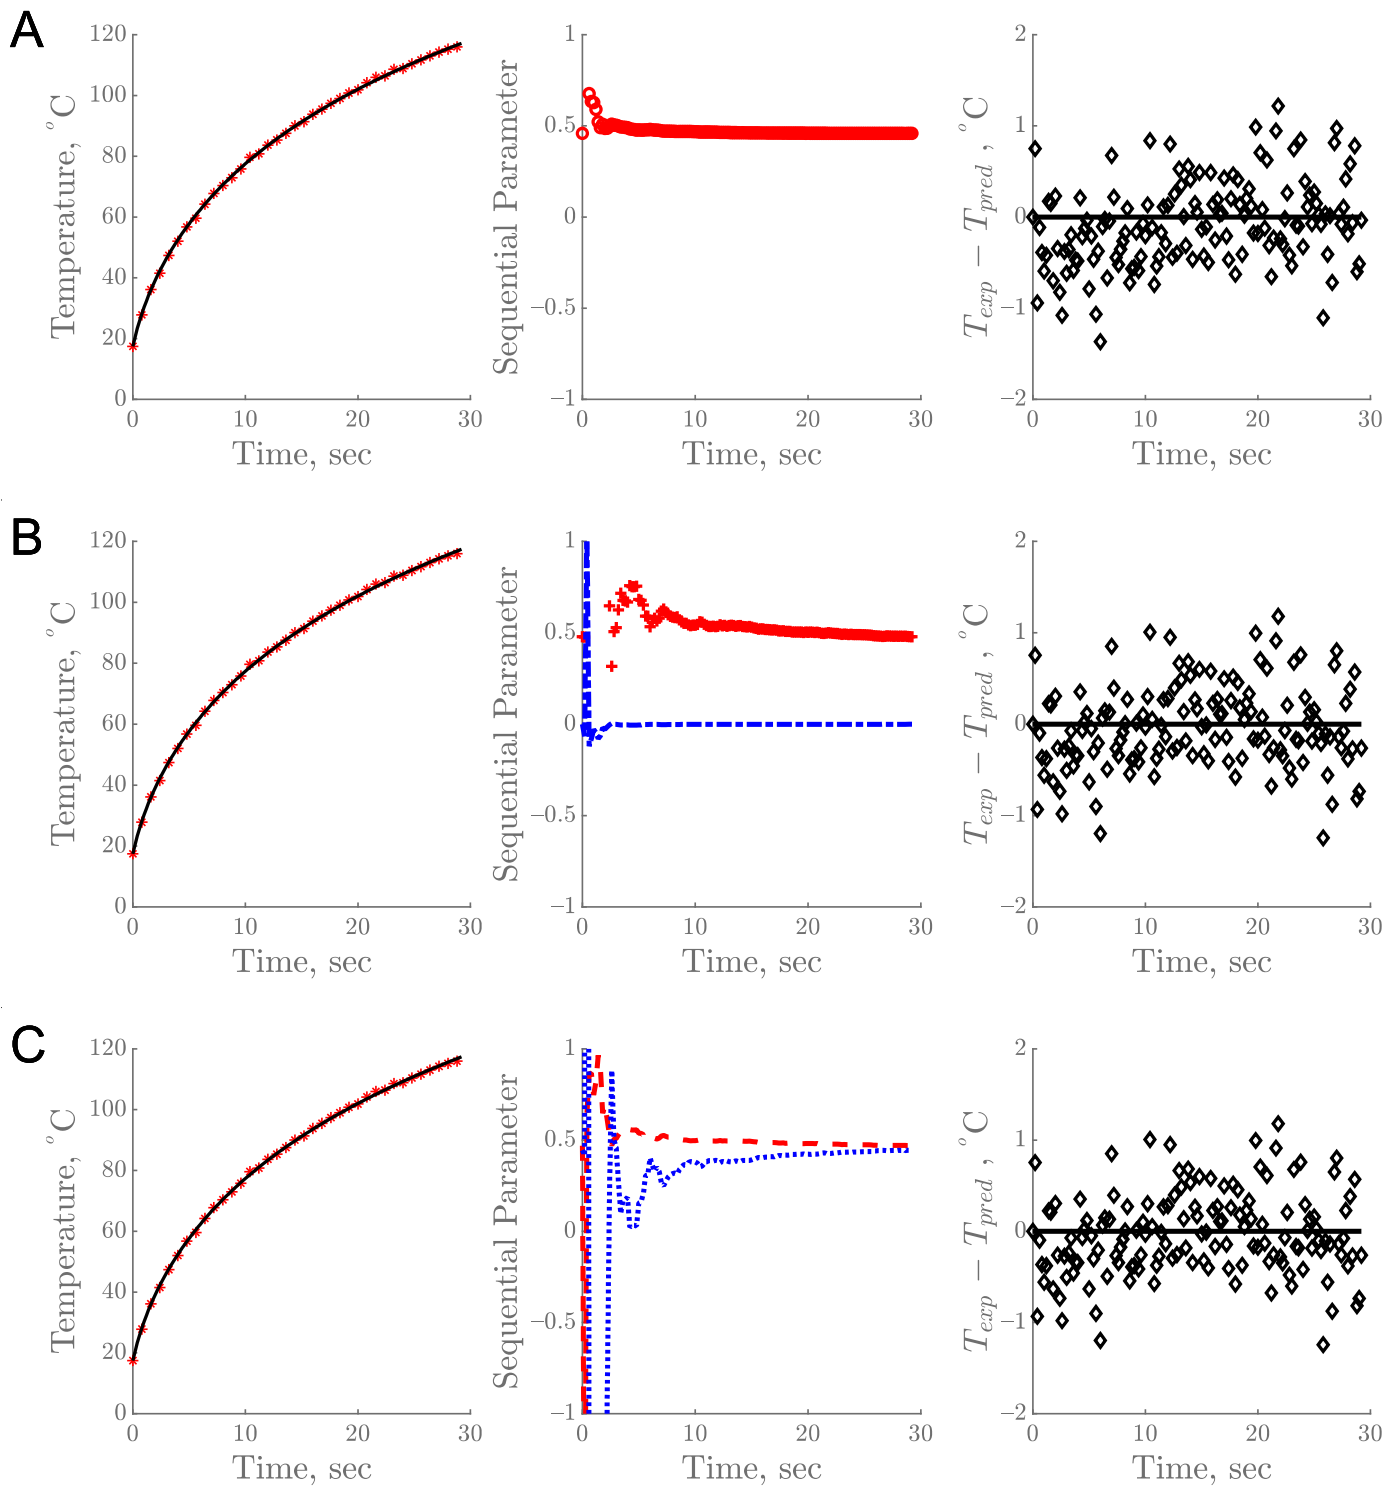 A
120
100
80
60
40
20
0
0 10 20 30
Temperature, °C
Time, sec
1
0.5
0
−0.5
−1
0 10 20 30
Sequential Parameter
Time, sec
2
1
0
−1
−2
0 10 20 30
T_exp − T_pred , °C
Time, sec
B
120
100
80
60
40
20
0
0 10 20 30
Temperature, °C
Time, sec
1
0.5
0
−0.5
−1
0 10 20 30
Sequential Parameter
Time, sec
2
1
0
−1
−2
0 10 20 30
T_exp − T_pred , °C
Time, sec
C
120
100
80
60
40
20
0
0 10 20 30
Temperature, °C
Time, sec
1
0.5
0
−0.5
−1
0 10 20 30
Sequential Parameter
Time, sec
2
1
0
−1
−2
0 10 20 30
T_exp − T_pred , °C
Time, sec